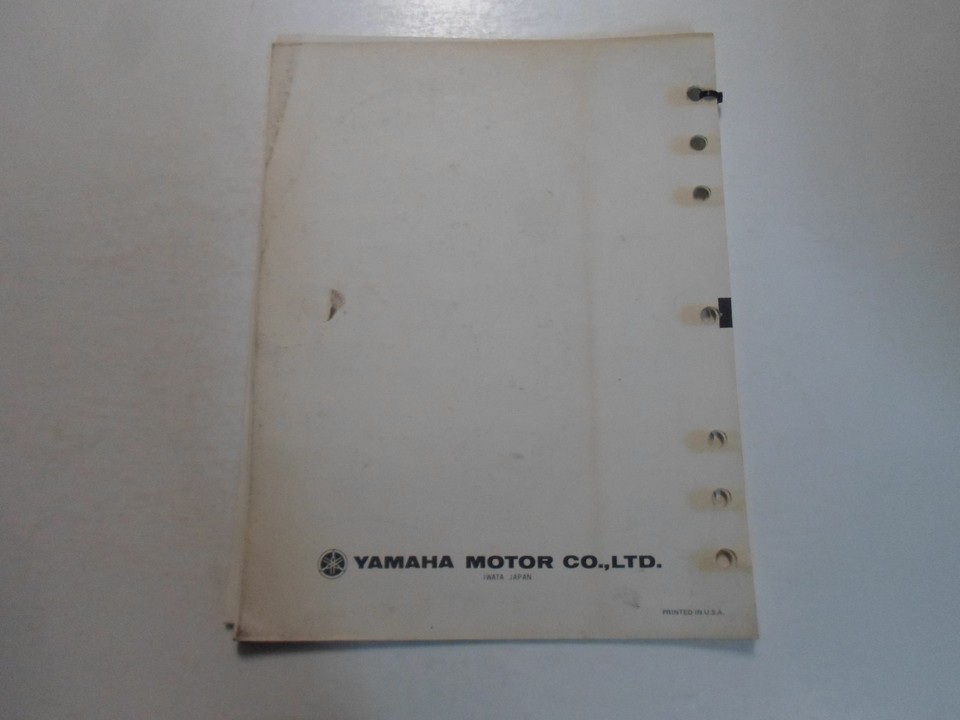 YAMAHA MOTOR CO.,LTD.
IWATA JAPAN
PRINTED IN U.S.A.